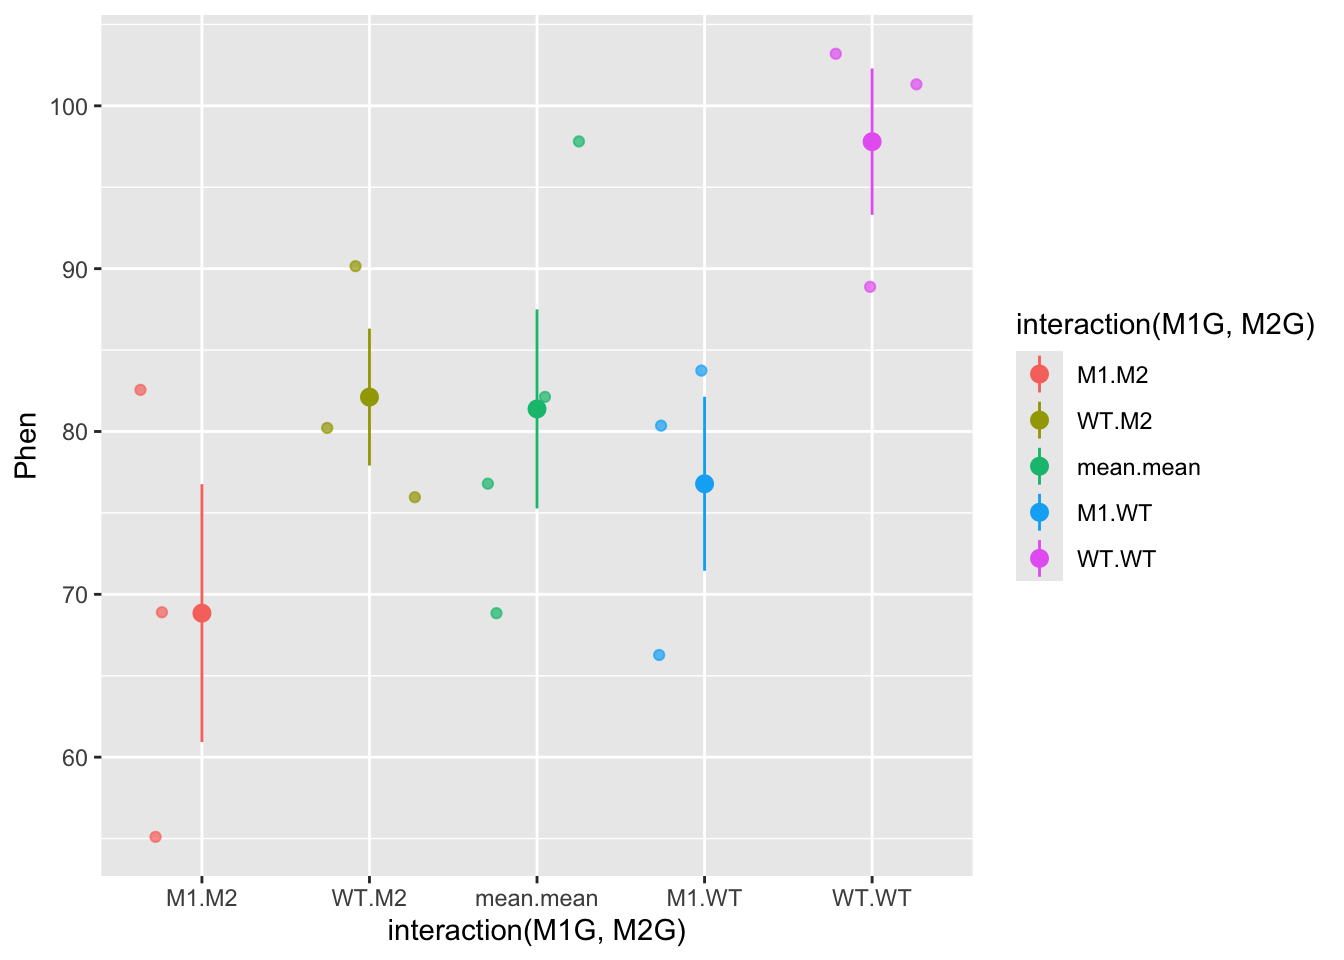 100
90
80
70
60
Phen
M1.M2
WT.M2
mean.mean
M1.WT
WT.WT
interaction(M1G, M2G)
interaction(M1G, M2G)
M1.M2
WT.M2
mean.mean
M1.WT
WT.WT